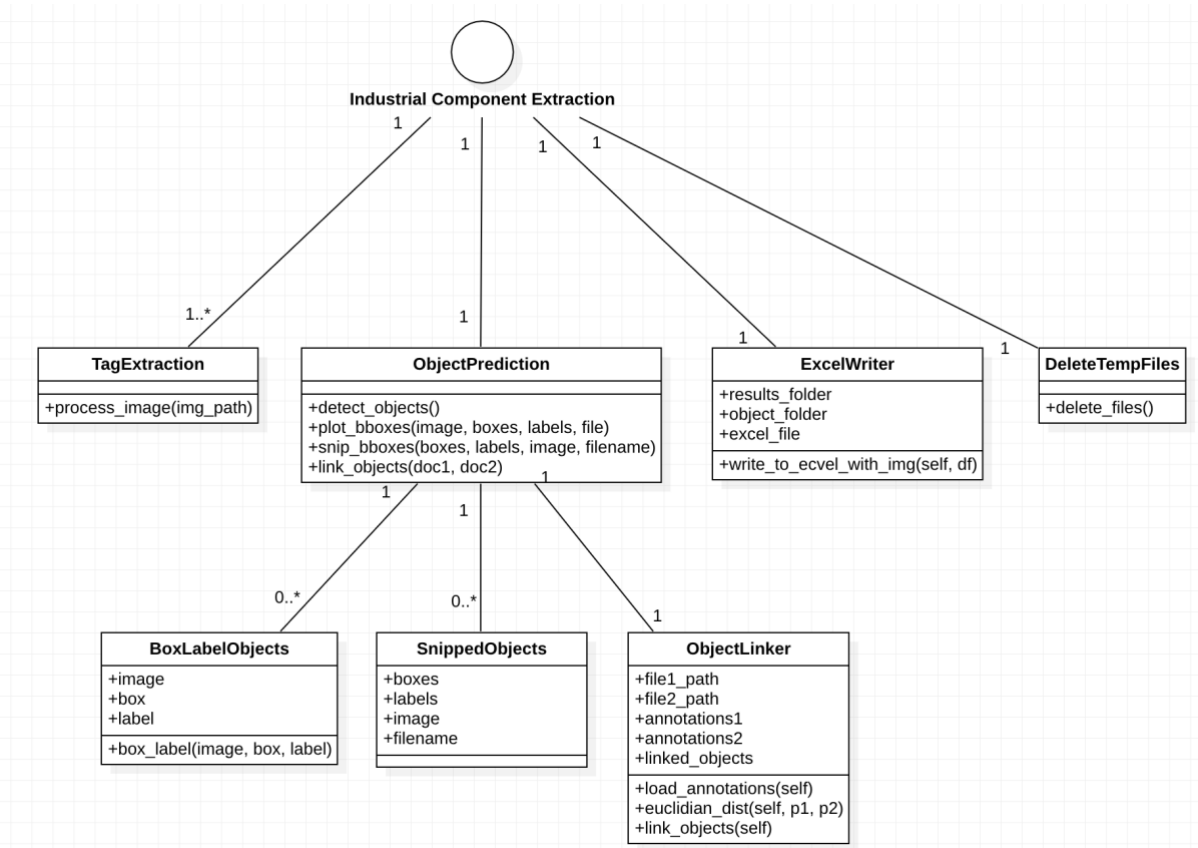 Industrial Component Extraction
1
1
1
1
1..*
1
1
1
TagExtraction
+process_image(img_path)
ObjectPrediction
+detect_objects()
+plot_bboxes(image, boxes, labels, file)
+snip_bboxes(boxes, labels, image, filename)
+link_objects(doc1, doc2)
ExcelWriter
+results_folder
+object_folder
+excel_file
+write_to_ecvel_with_img(self, df)
DeleteTempFiles
+delete_files()
1
1
1
0..*
0..*
1
BoxLabelObjects
+image
+box
+label
+box_label(image, box, label)
SnippedObjects
+boxes
+labels
+image
+filename
ObjectLinker
+file1_path
+file2_path
+annotations1
+annotations2
+linked_objects
+load_annotations(self)
+euclidian_dist(self, p1, p2)
+link_objects(self)